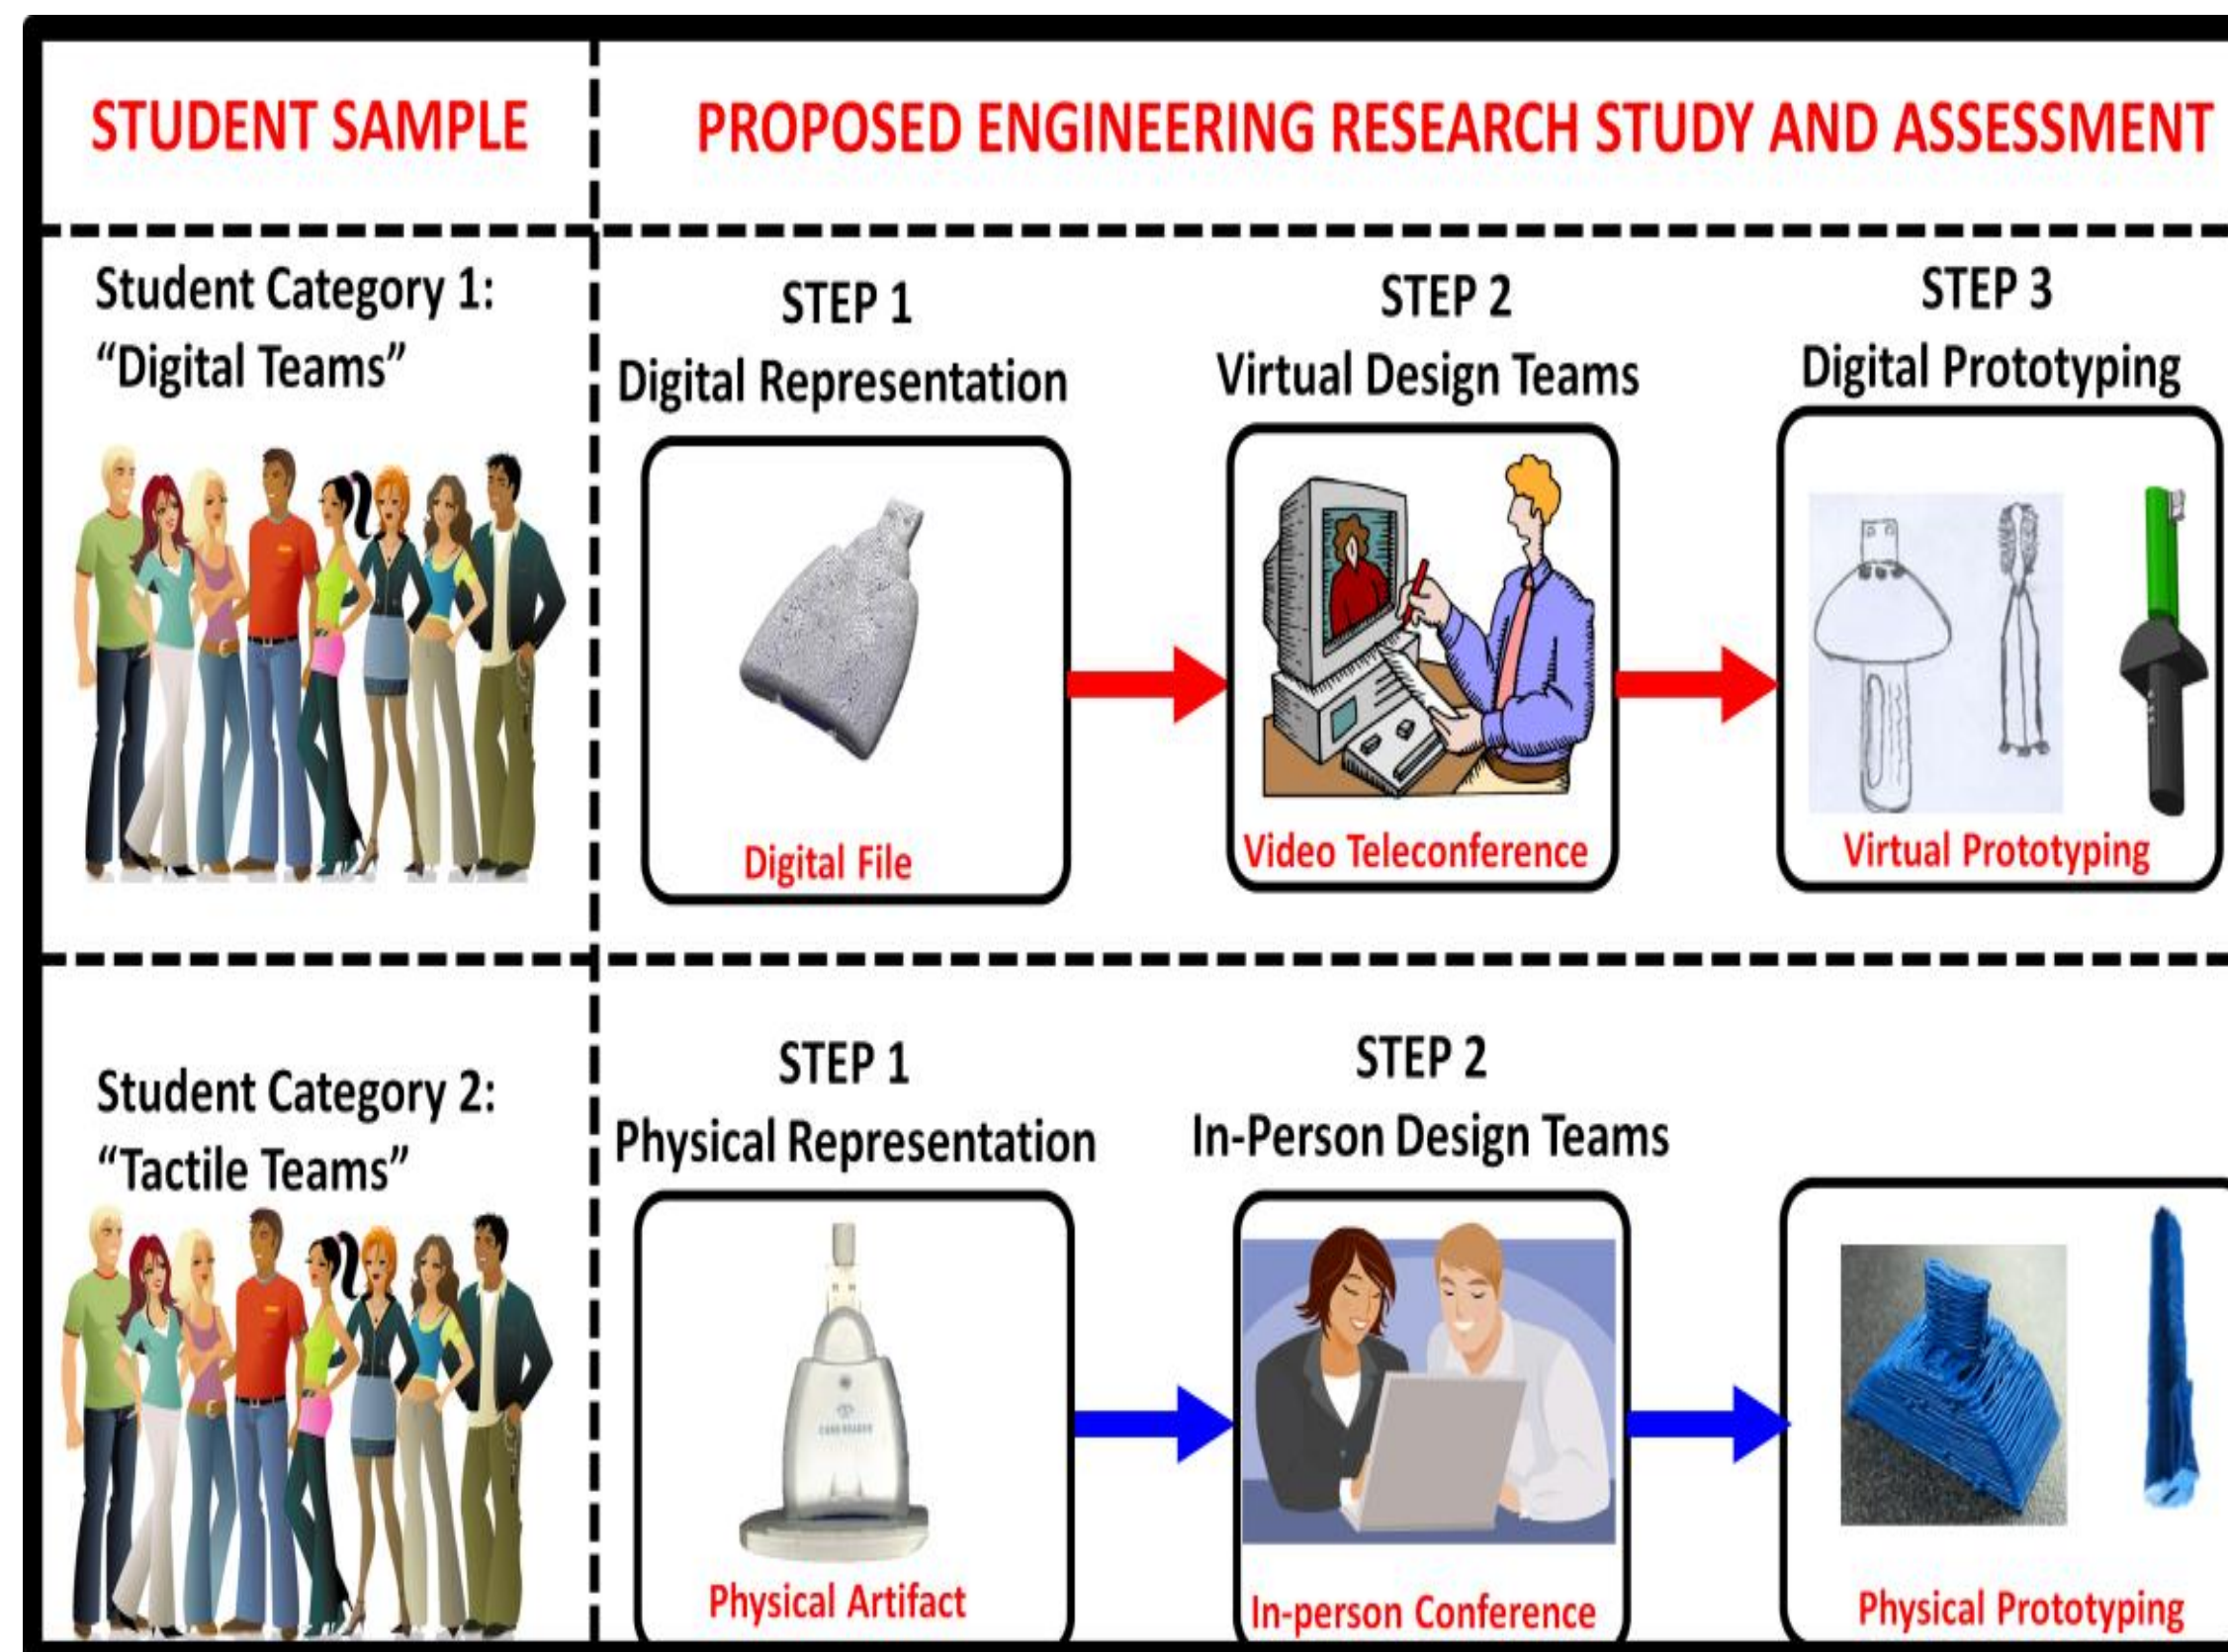 STUDENT SAMPLE
PROPOSED ENGINEERING RESEARCH STUDY AND ASSESSMENT
Student Category 1:
“Digital Teams”
STEP 1
Digital Representation
Digital File
STEP 2
Virtual Design Teams
Video Teleconference
STEP 3
Digital Prototyping
Virtual Prototyping
Student Category 2:
“Tactile Teams”
STEP 1
Physical Representation
Physical Artifact
STEP 2
In-Person Design Teams
In-person Conference
Physical Prototyping